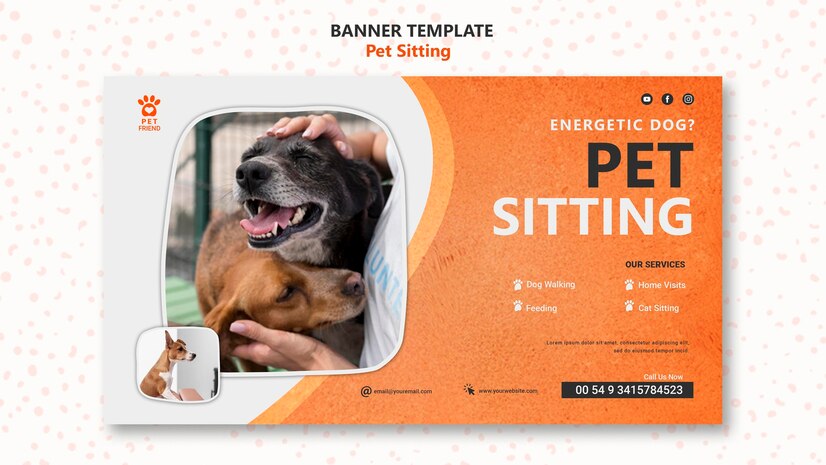 BANNER TEMPLATE
Pet Sitting
PET
FRIEND
ENERGETIC DOG?
PET
SITTING
OUR SERVICES
Dog Walking
Home Visits
Feeding
Cat Sitting
Lorem ipsum dolor sit amet, consectetur adipiscing elit,
sed do eiusmod tempor incid.
Call Us Now
00 54 9 3415784523
email@youremail.com
www.yourwebsite.com